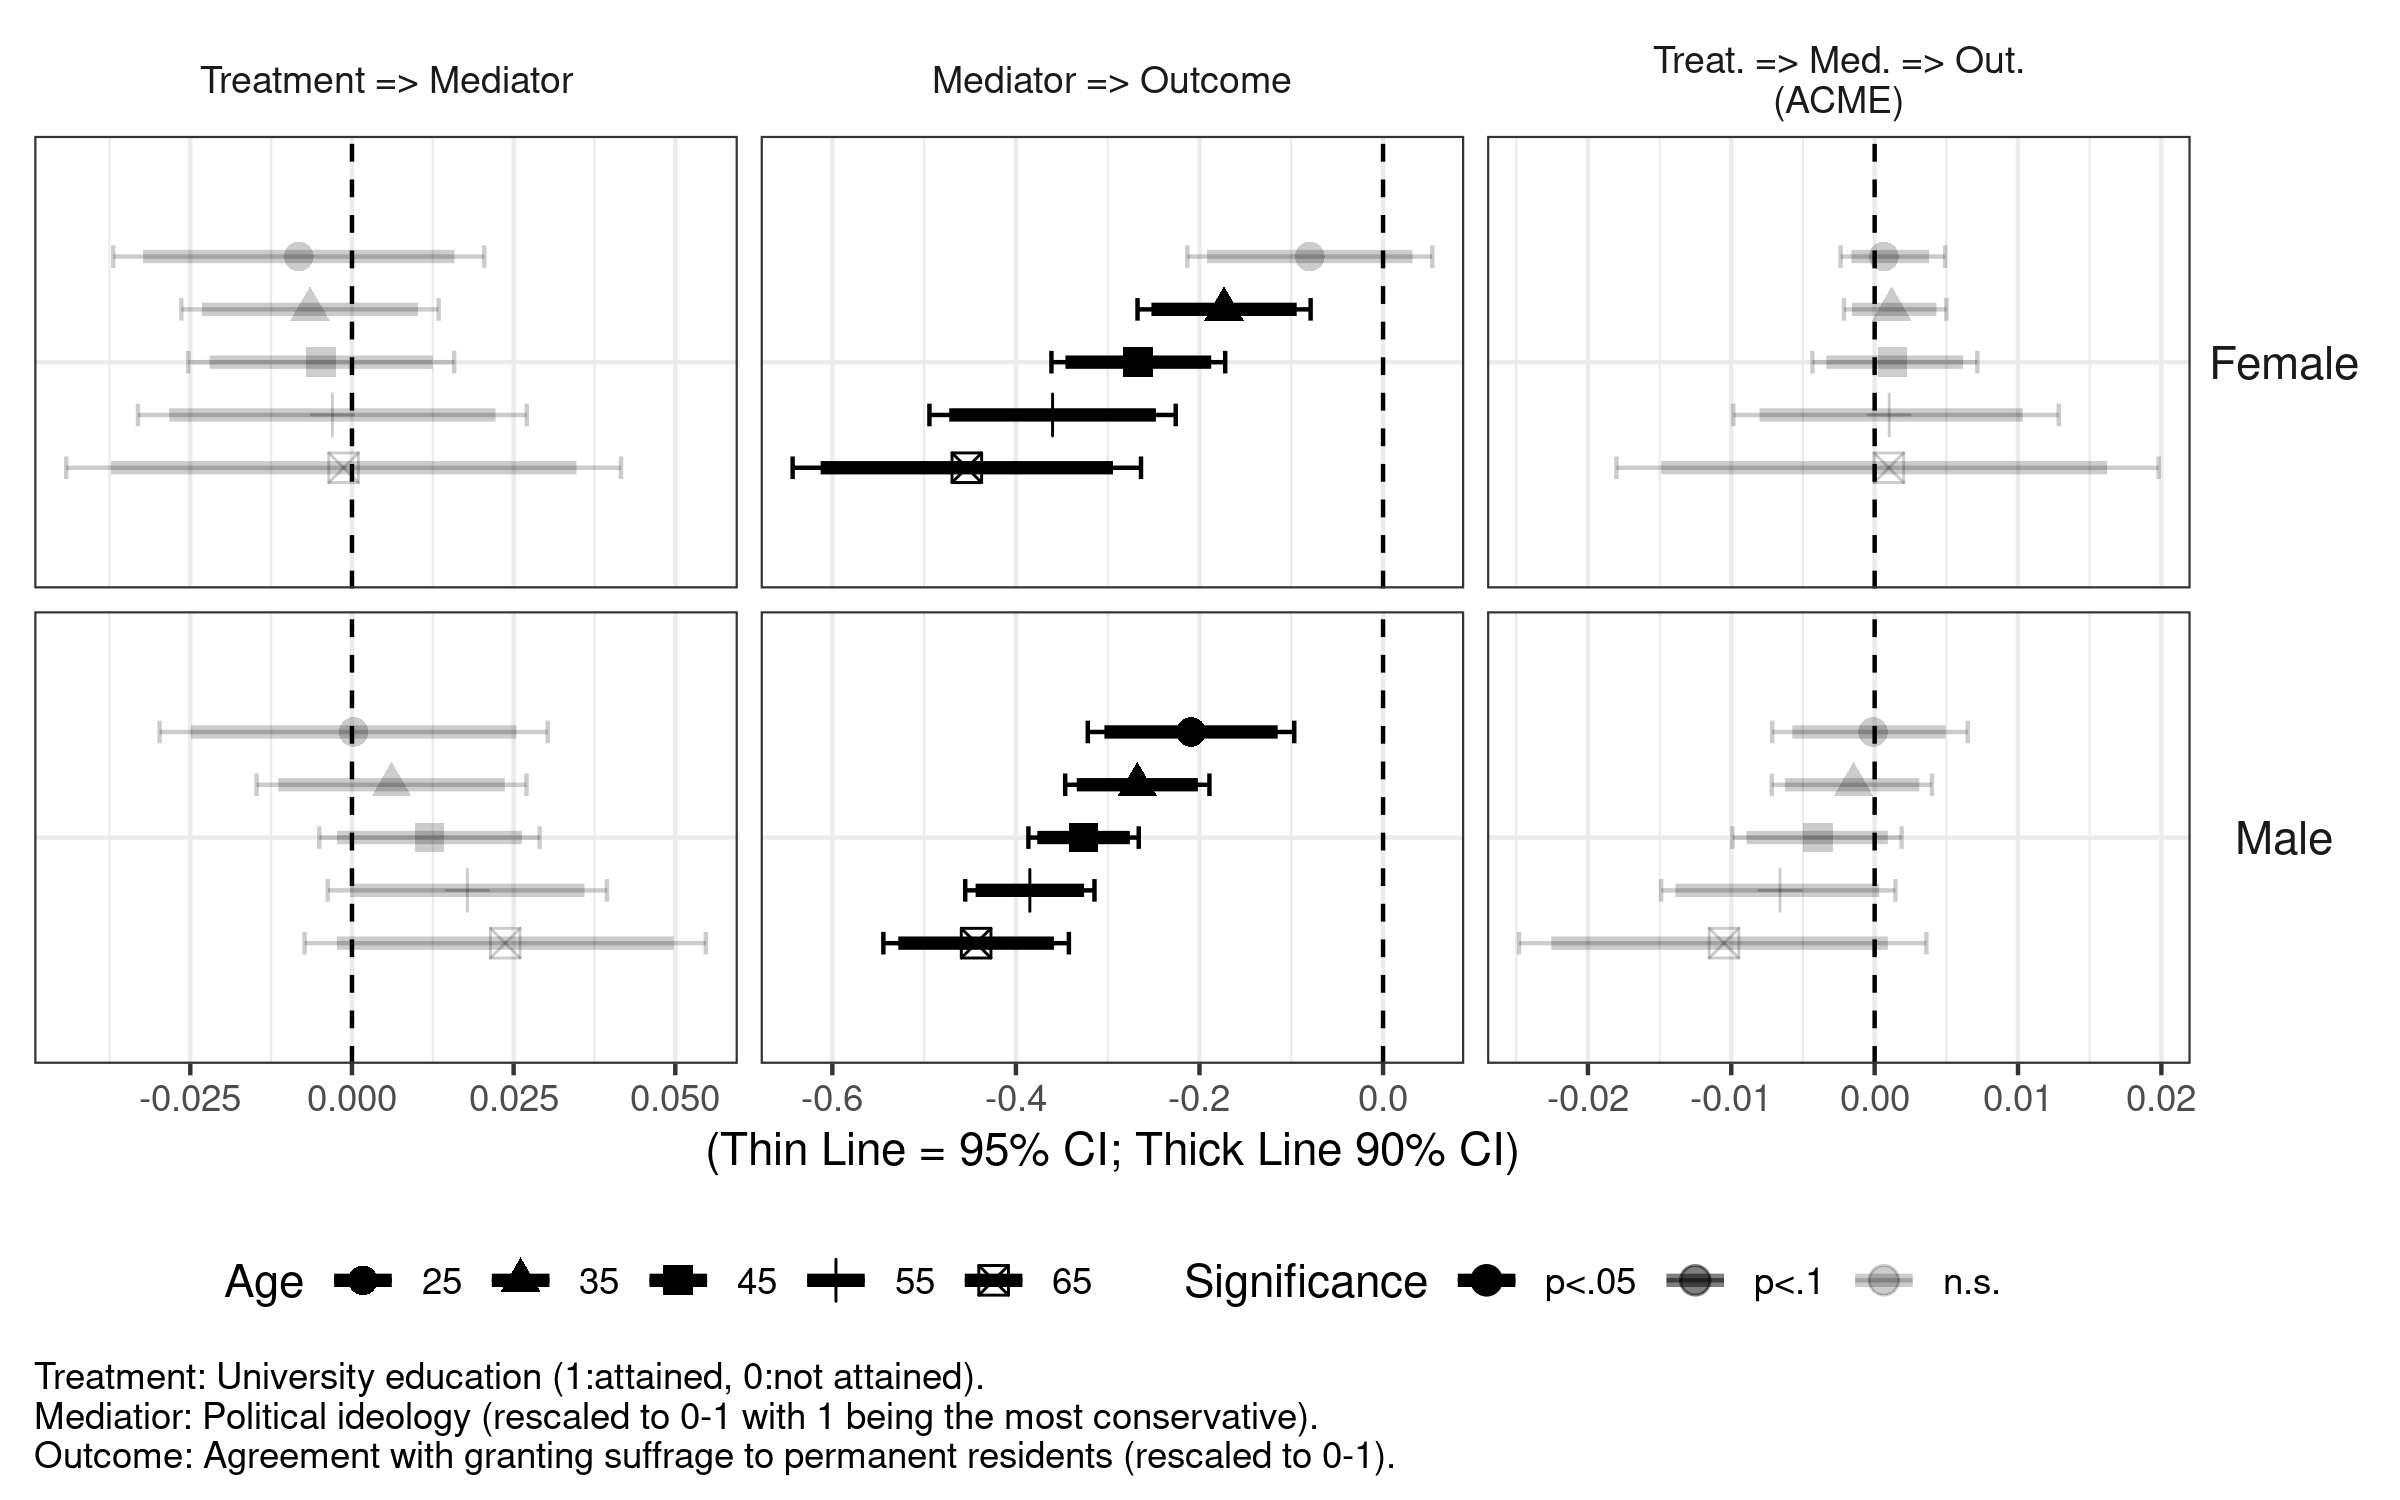 Treatment => Mediator
Mediator => Outcome
Treat. => Med. => Out.
(ACME)
Female
Male
-0.025 0.000 0.025 0.050
-0.6 -0.4 -0.2 0.0
-0.02 -0.01 0.00 0.01 0.02
(Thin Line = 95% CI; Thick Line 90% CI)
Age 25 35 45 55 65 Significance p<.05 p<.1 n.s.
Treatment: University education (1:attained, 0:not attained).
Mediatior: Political ideology (rescaled to 0-1 with 1 being the most conservative).
Outcome: Agreement with granting suffrage to permanent residents (rescaled to 0-1).